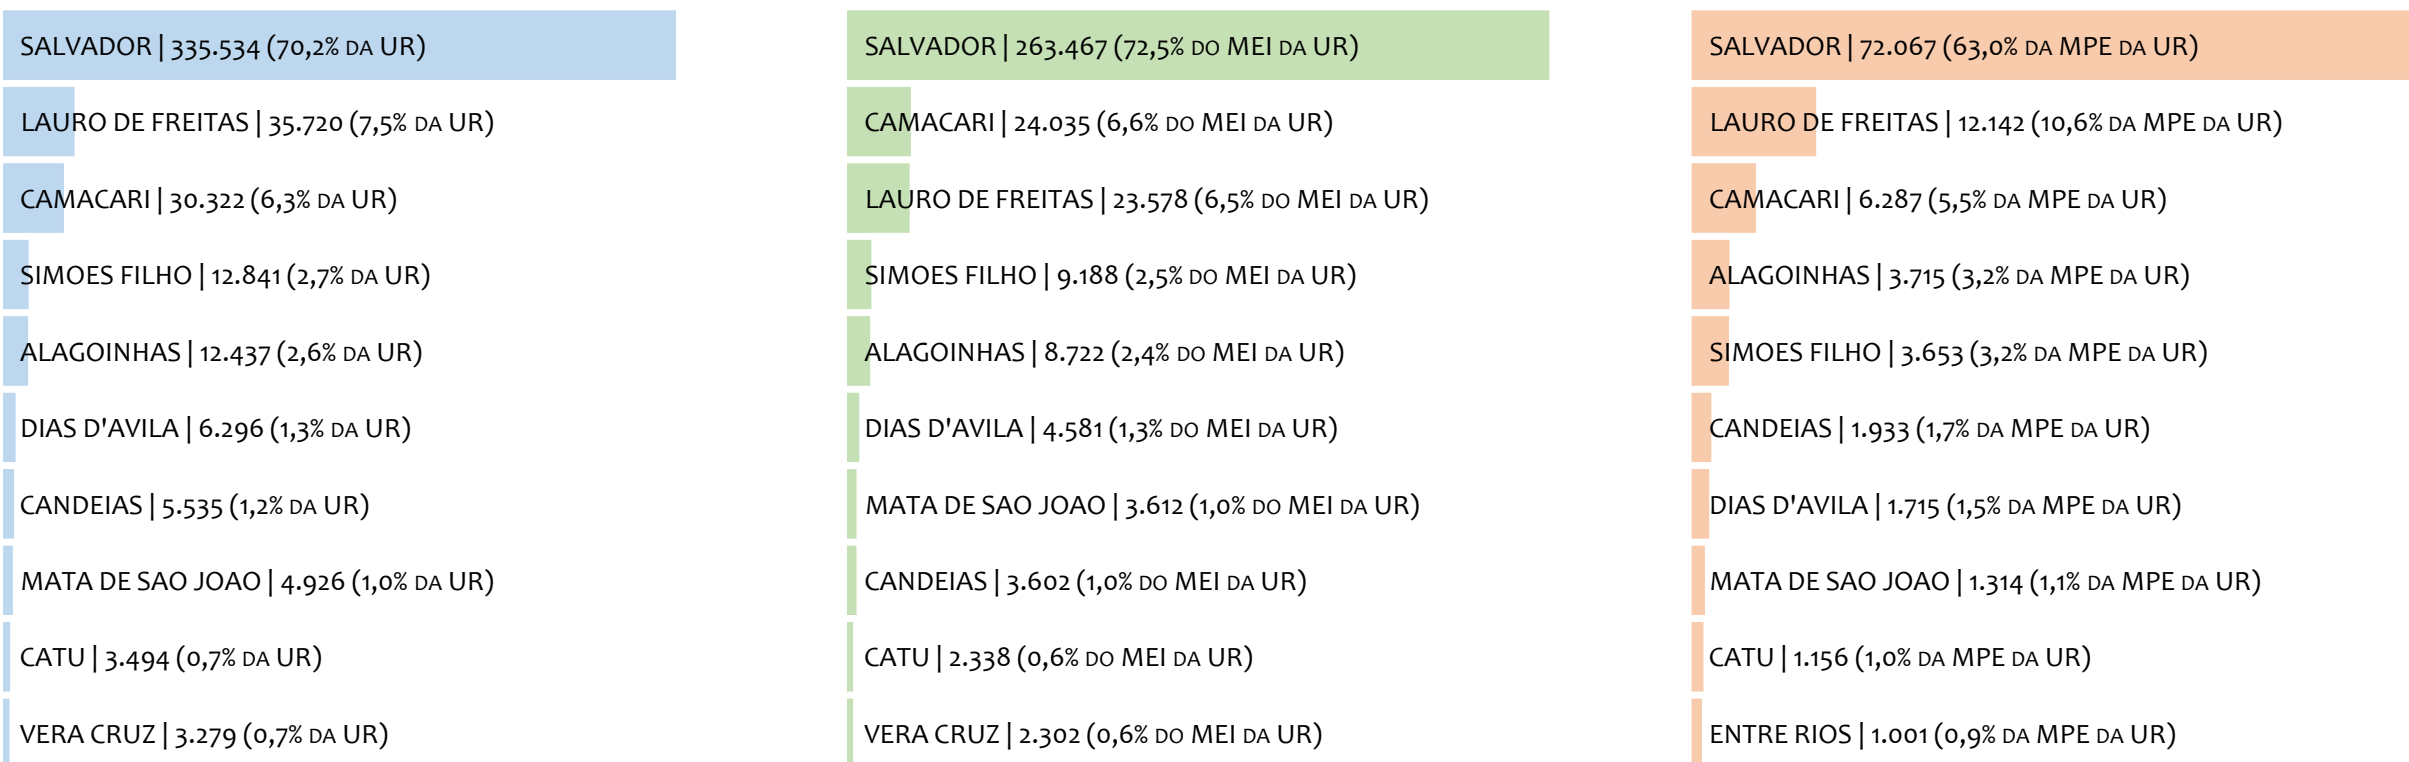 SALVADOR | 335.534 (70,2% DA UR)
LAURO DE FREITAS | 35.720 (7,5% DA UR)
CAMACARI | 30.322 (6,3% DA UR)
SIMOES FILHO | 12.841 (2,7% DA UR)
ALAGOINHAS | 12.437 (2,6% DA UR)
DIAS D'AVILA | 6.296 (1,3% DA UR)
CANDEIAS | 5.535 (1,2% DA UR)
MATA DE SAO JOAO | 4.926 (1,0% DA UR)
CATU | 3.494 (0,7% DA UR)
VERA CRUZ | 3.279 (0,7% DA UR)
SALVADOR | 263.467 (72,5% DO MEI DA UR)
CAMACARI | 24.035 (6,6% DO MEI DA UR)
LAURO DE FREITAS | 23.578 (6,5% DO MEI DA UR)
SIMOES FILHO | 9.188 (2,5% DO MEI DA UR)
ALAGOINHAS | 8.722 (2,4% DO MEI DA UR)
DIAS D'AVILA | 4.581 (1,3% DO MEI DA UR)
MATA DE SAO JOAO | 3.612 (1,0% DO MEI DA UR)
CANDEIAS | 3.602 (1,0% DO MEI DA UR)
CATU | 2.338 (0,6% DO MEI DA UR)
VERA CRUZ | 2.302 (0,6% DO MEI DA UR)
SALVADOR | 72.067 (63,0% DA MPE DA UR)
LAURO DE FREITAS | 12.142 (10,6% DA MPE DA UR)
CAMACARI | 6.287 (5,5% DA MPE DA UR)
ALAGOINHAS | 3.715 (3,2% DA MPE DA UR)
SIMOES FILHO | 3.653 (3,2% DA MPE DA UR)
CANDEIAS | 1.933 (1,7% DA MPE DA UR)
DIAS D'AVILA | 1.715 (1,5% DA MPE DA UR)
MATA DE SAO JOAO | 1.314 (1,1% DA MPE DA UR)
CATU | 1.156 (1,0% DA MPE DA UR)
ENTRE RIOS | 1.001 (0,9% DA MPE DA UR)